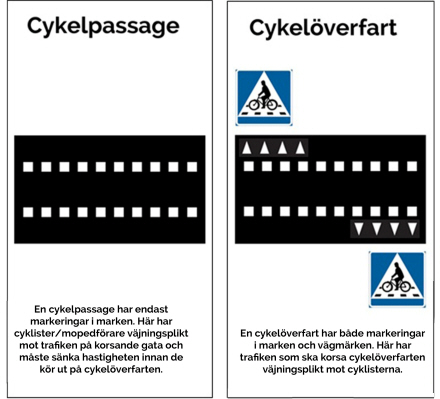 Cykelpassage
En cykelpassage har endast
markeringar i marken. Här har
cyklister/mopedförare väjningsplikt
mot trafiken på korsande gata och
måste sänka hastigheten innan de
kör ut på cykelöverfarten.
Cykelöverfart
En cykelöverfart har både markeringar
i marken och vägmärken. Här har
trafiken som ska korsa cykelöverfarten
väjningsplikt mot cyklisterna.